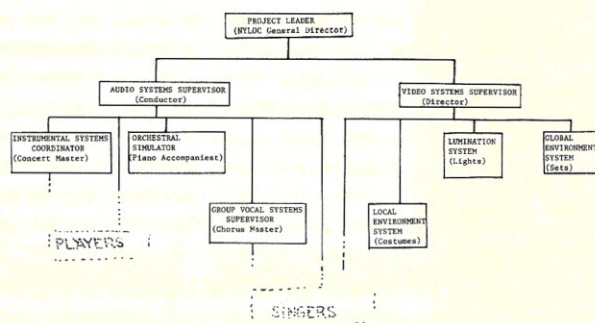 PROJECT LEADER
(NYLOC General Director)
AUDIO SYSTEMS SUPERVISOR
(Conductor)
VIDEO SYSTEMS SUPERVISOR
(Director)
INSTRUMENTAL SYSTEMS
COORDINATOR
(Concert Master)
ORCHESTRAL
SIMULATOR
(Piano Accompaniest)
LUMINATION
SYSTEM
(Lights)
GLOBAL
ENVIRONMENT
SYSTEM
(Sets)
GROUP VOCAL SYSTEMS
SUPERVISOR
(Chorus Master)
LOCAL
ENVIRONMENT
SYSTEM
(Costumes)
PLAYERS
SINGERS